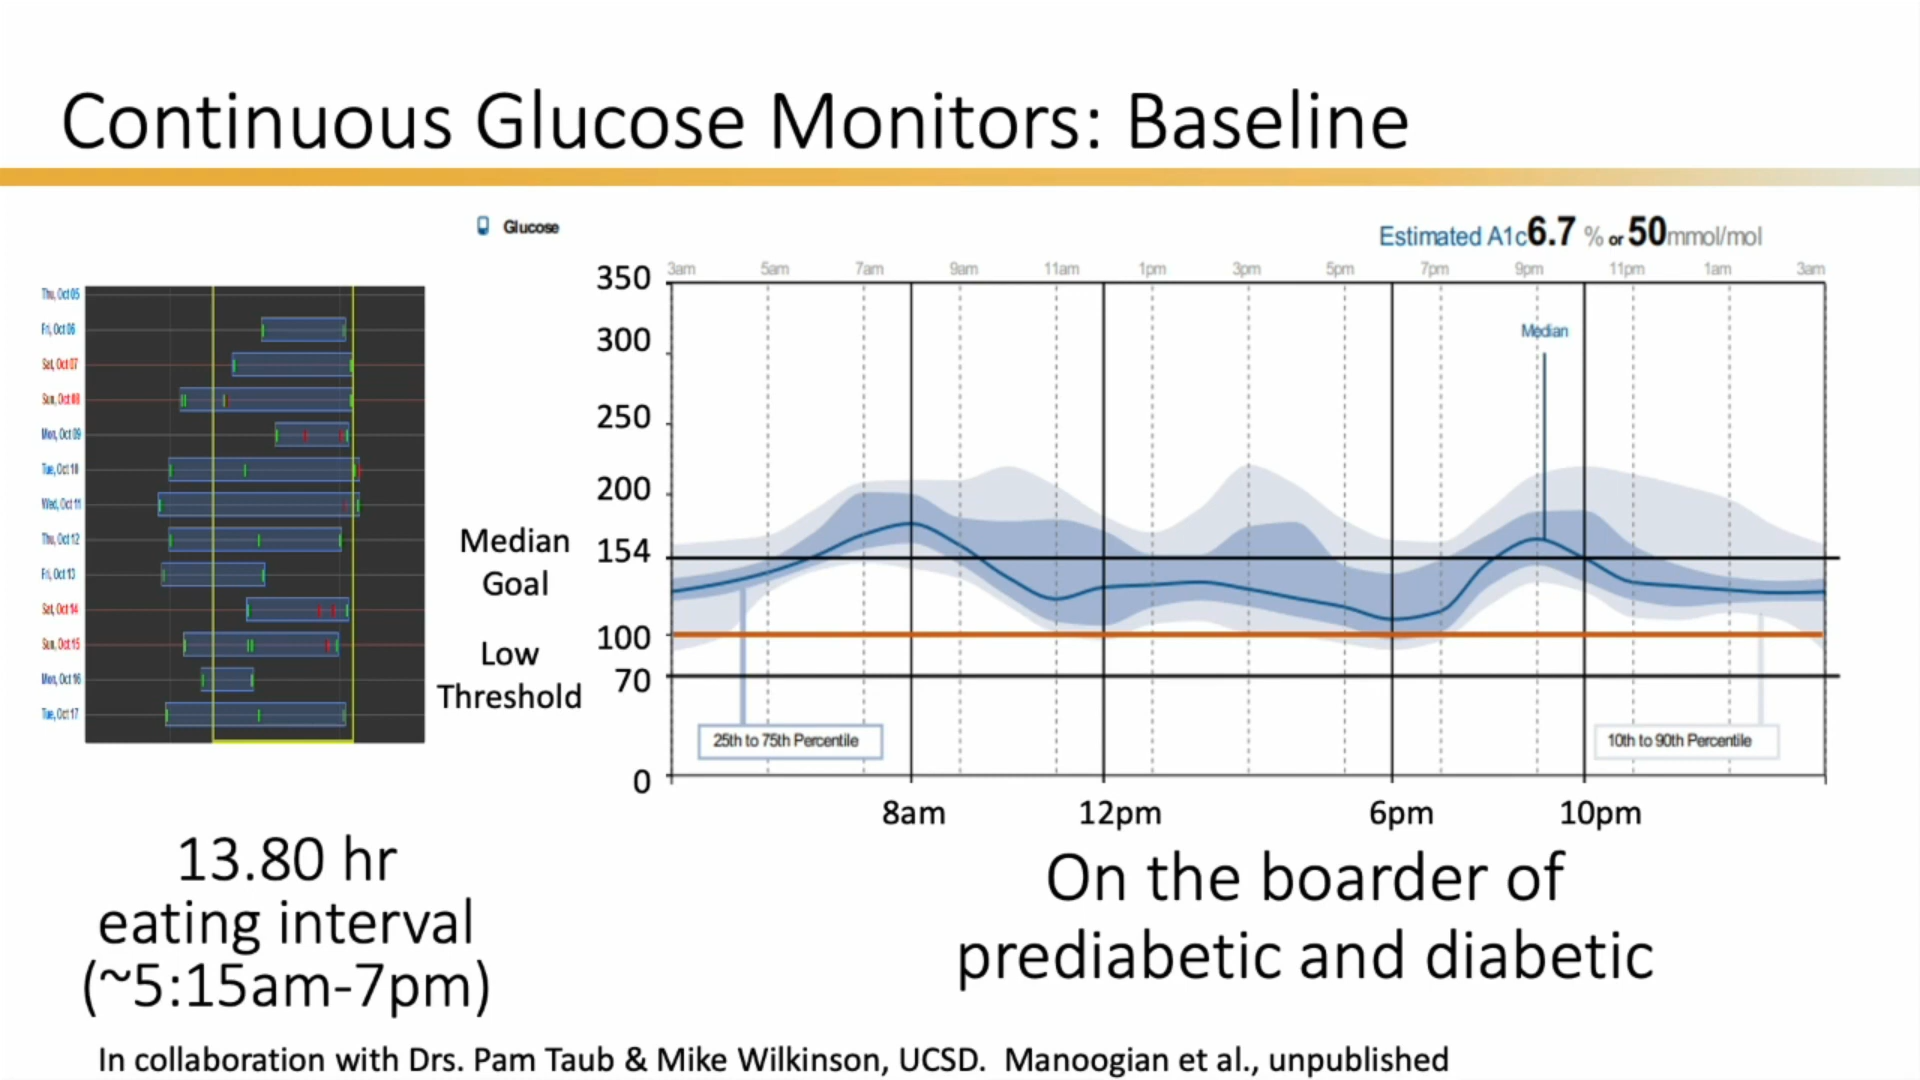 Continuous Glucose Monitors: Baseline
Glucose
Estimated A1c 6.7 % or 50 mmol/mol
Thu, Oct 05
Fri, Oct 06
Sat, Oct 07
Sun, Oct 08
Mon, Oct 09
Tue, Oct 10
Wed, Oct 11
Thu, Oct 12
Fri, Oct 13
Sat, Oct 14
Sun, Oct 15
Mon, Oct 16
Tue, Oct 17
Median
Goal
Low
Threshold
3am 5am 7am 9am 11am 1pm 3pm 5pm 7pm 9pm 11pm 1am 3am
350
300
250
200
154
100
70
0
Median
25th to 75th Percentile
10th to 90th Percentile
8am 12pm 6pm 10pm
13.80 hr
eating interval
(~5:15am-7pm)
On the boarder of
prediabetic and diabetic
In collaboration with Drs. Pam Taub & Mike Wilkinson, UCSD. Manoogian et al., unpublished